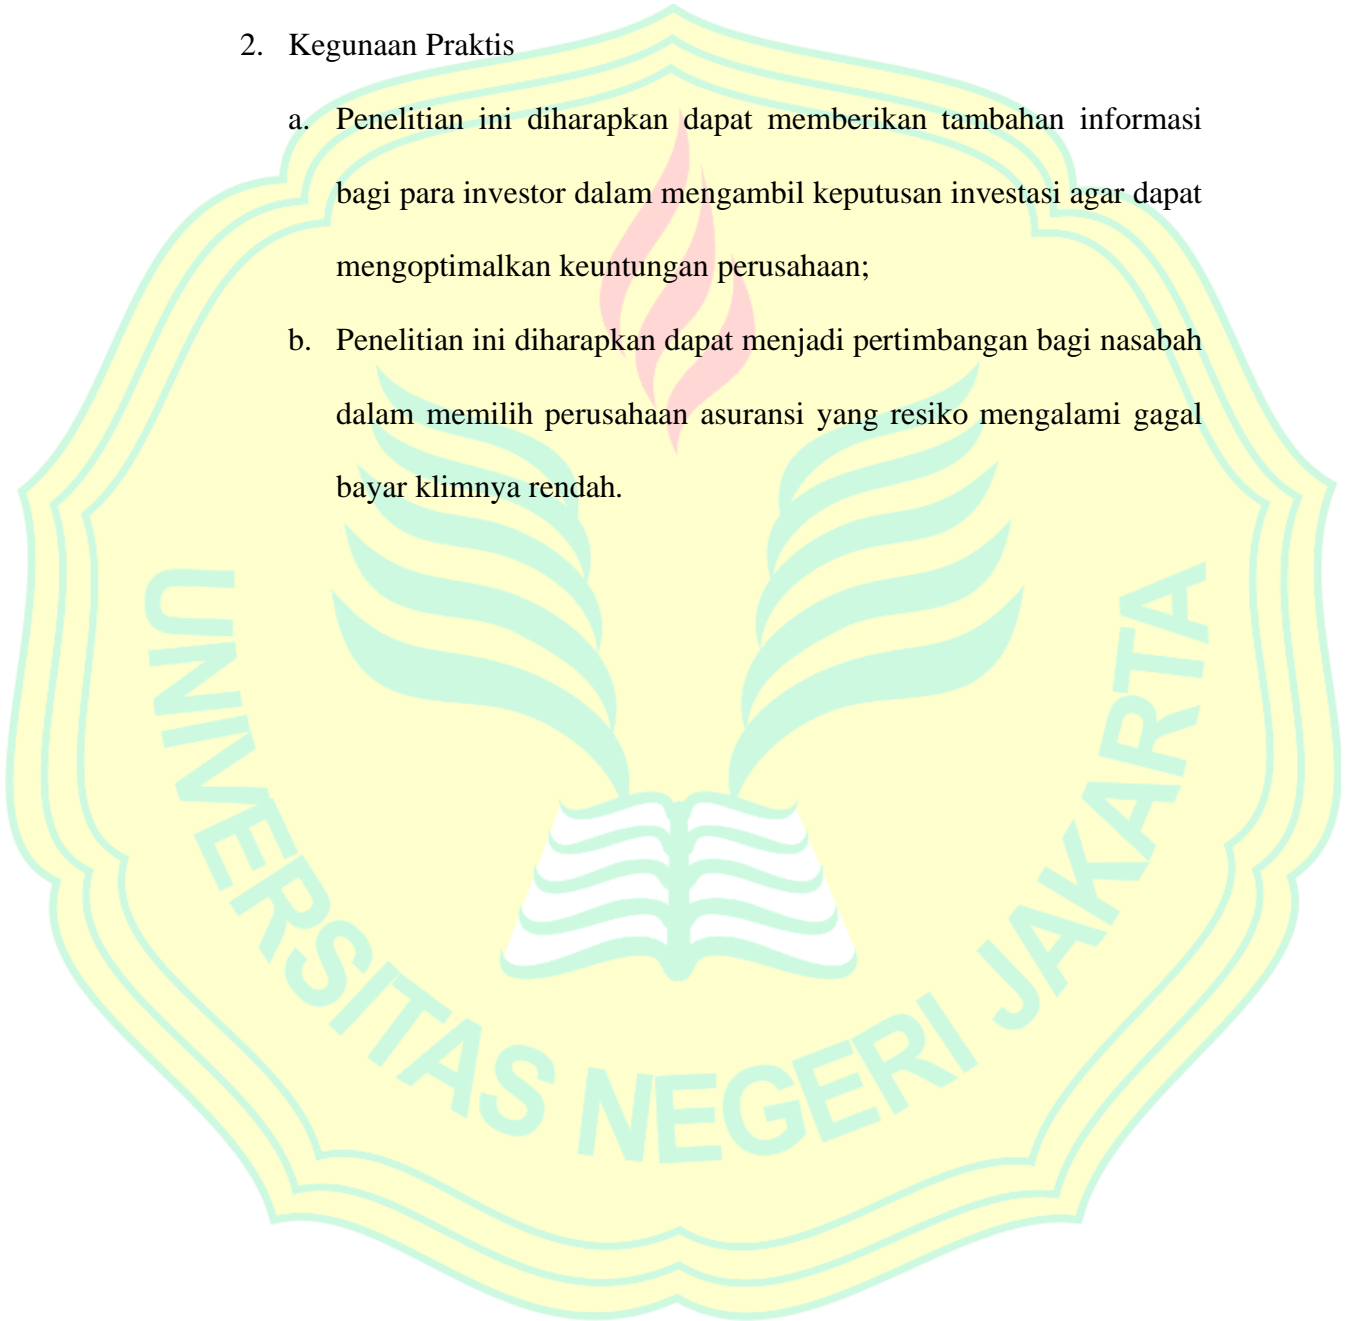 2. Kegunaan Praktis
a. Penelitian ini diharapkan dapat memberikan tambahan informasi
bagi para investor dalam mengambil keputusan investasi agar dapat
mengoptimalkan keuntungan perusahaan;
b. Penelitian ini diharapkan dapat menjadi pertimbangan bagi nasabah
dalam memilih perusahaan asuransi yang resiko mengalami gagal
bayar klimnya rendah.
UNIVERSITAS NEGERI JAKARTA